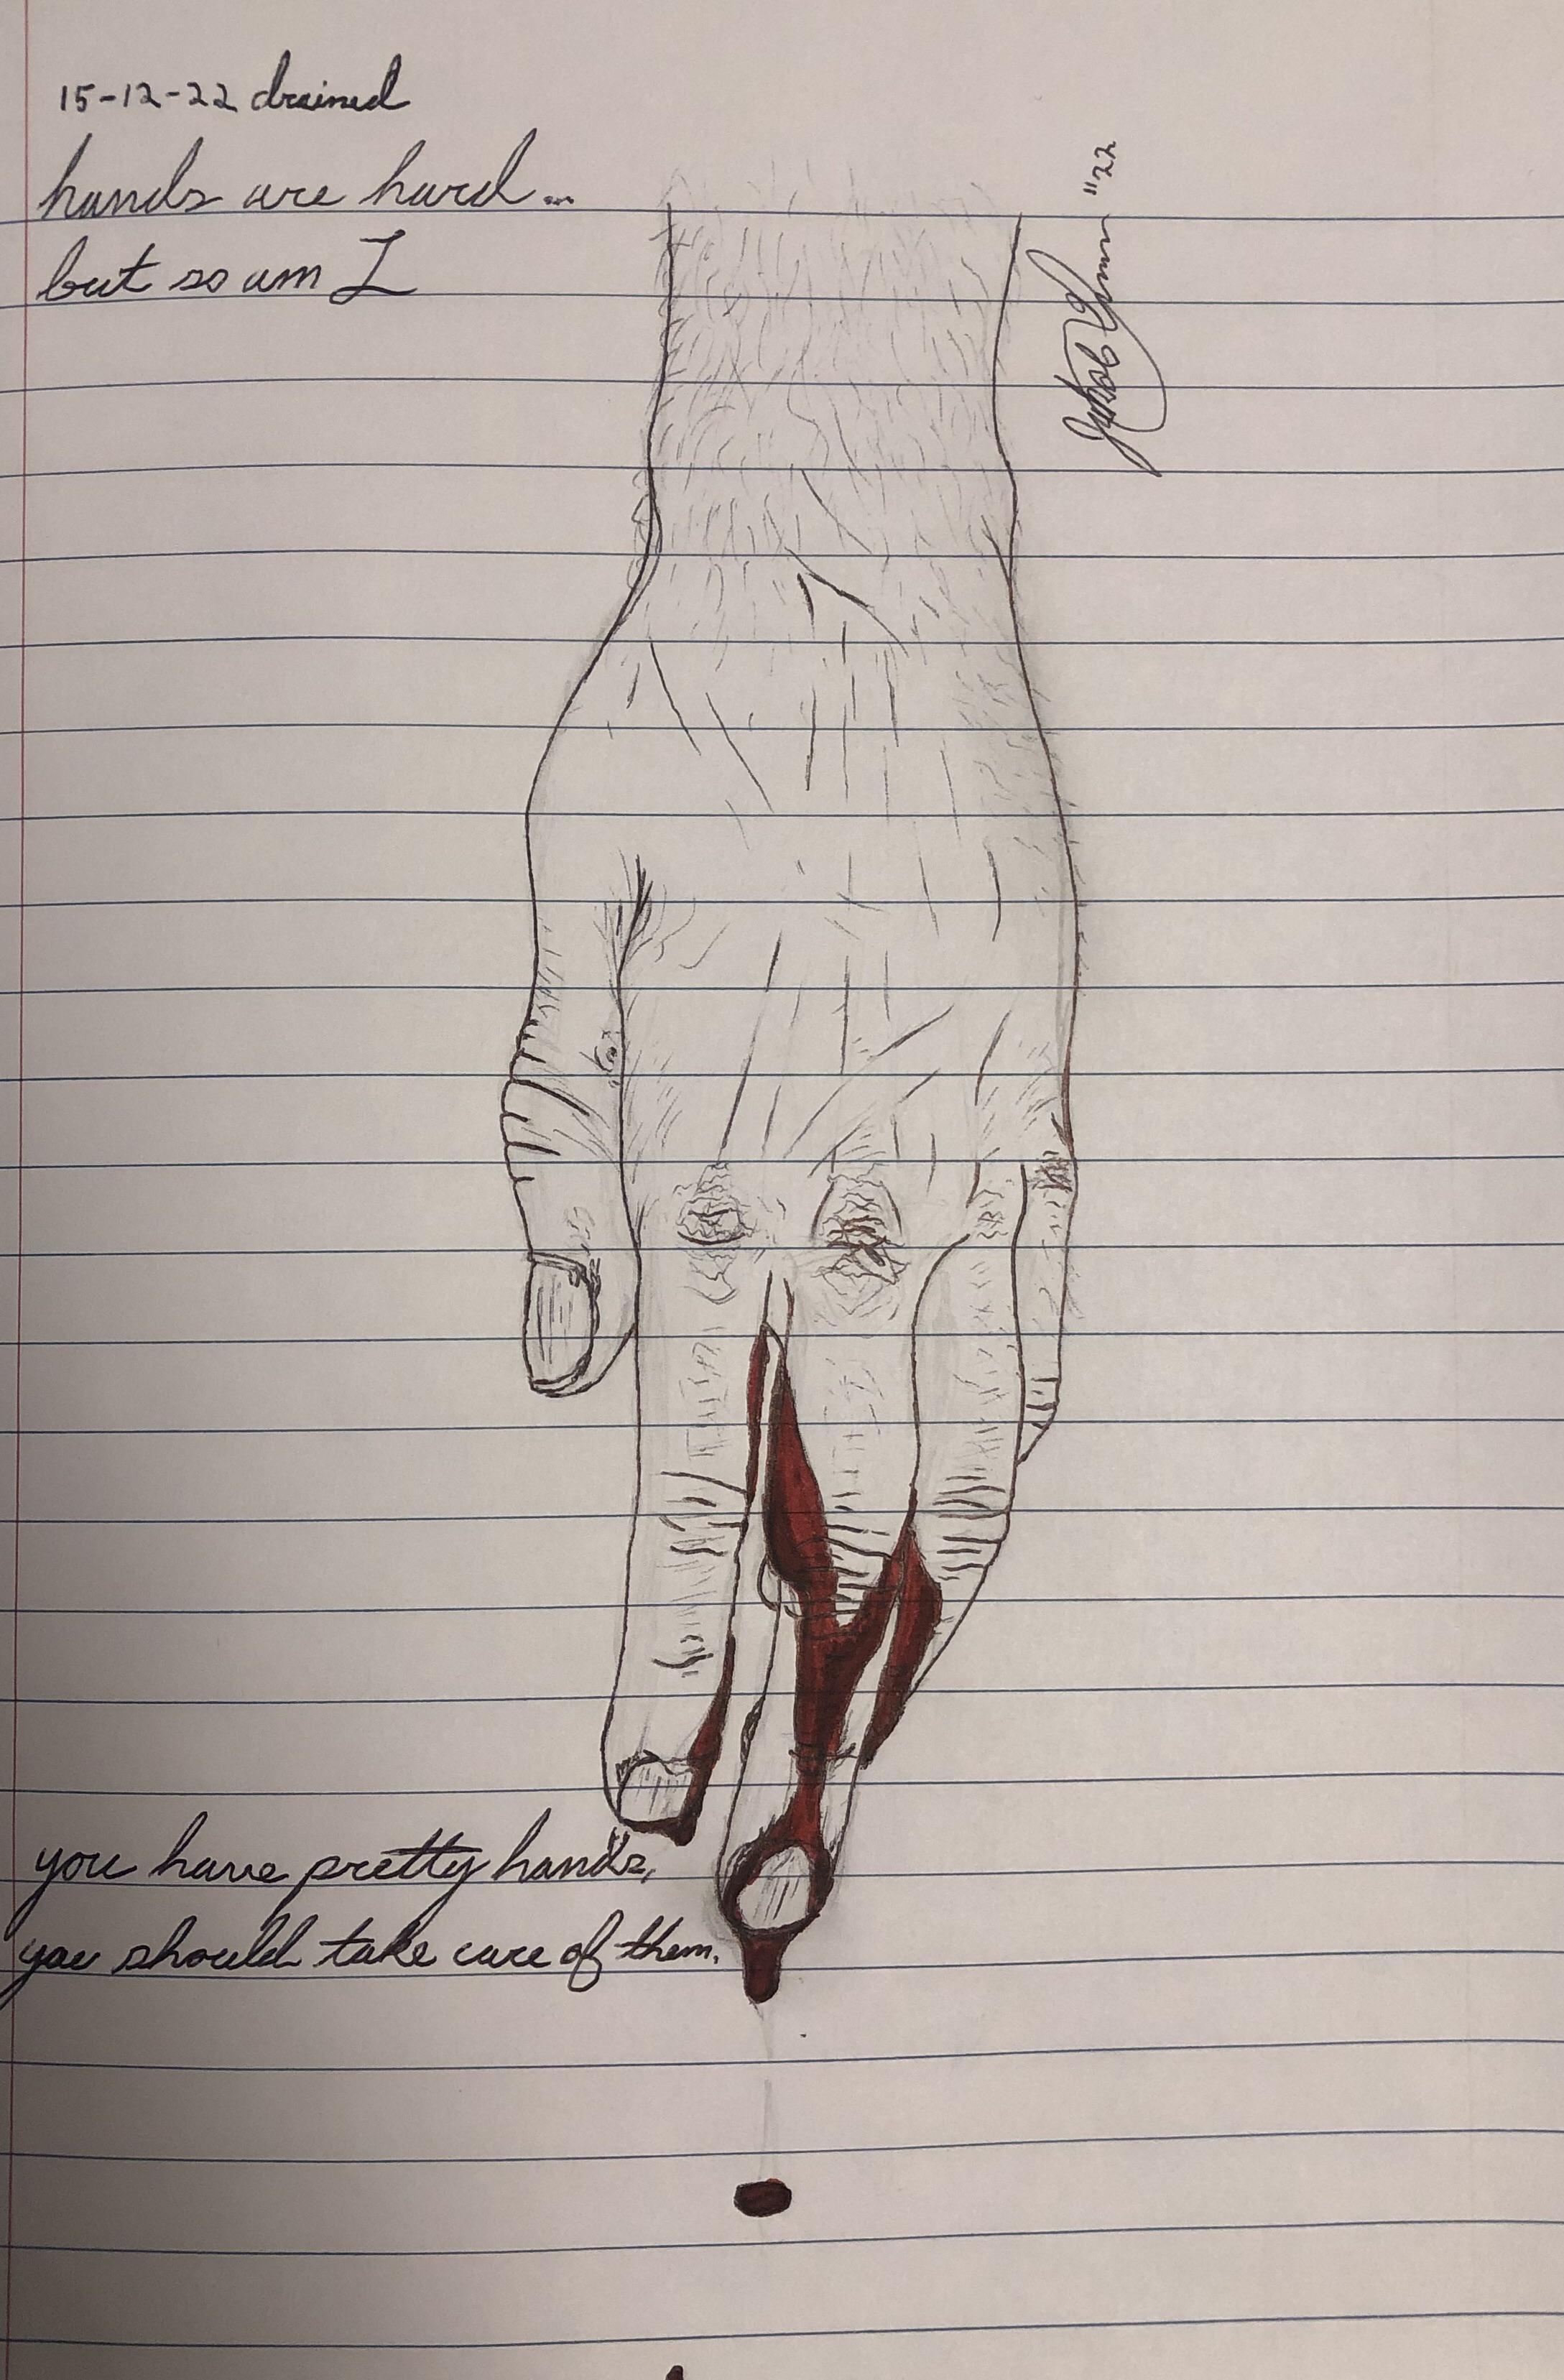 15-12-22 drained
hands are hard...
but so am I
"22
you have pretty hands,
you should take care of them.